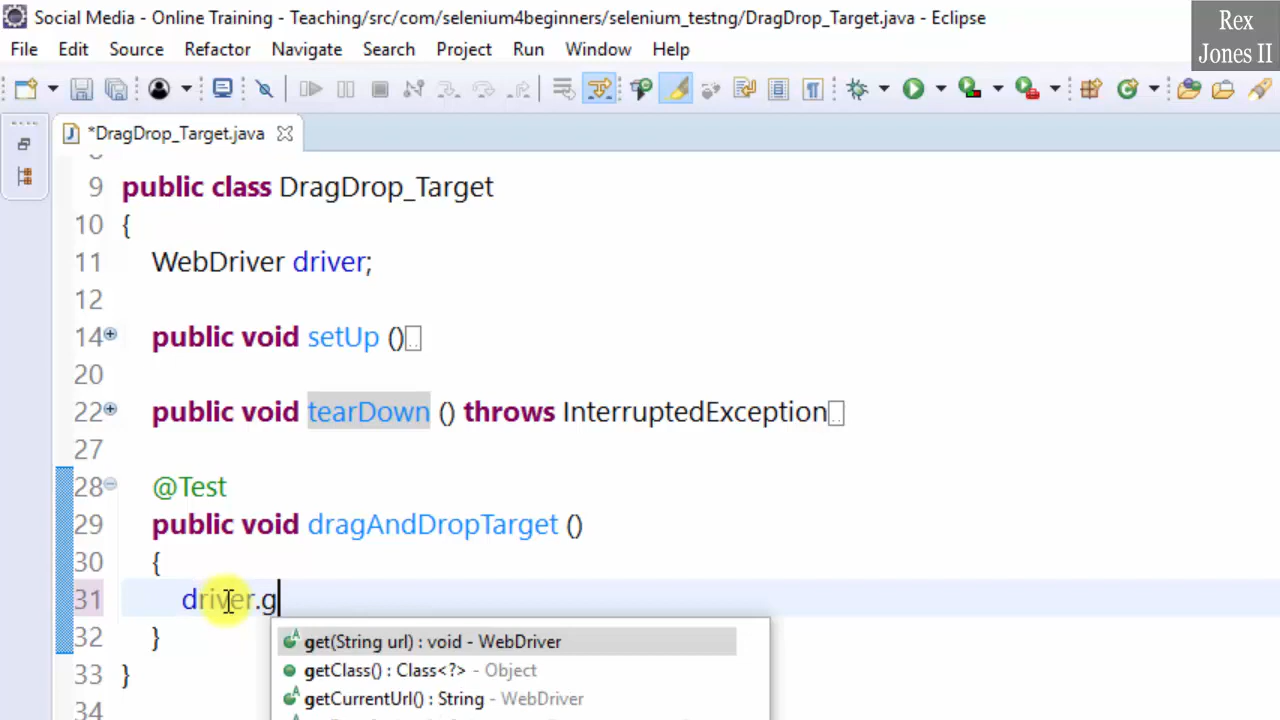 Social Media - Online Training - Teaching/src/com/selenium4beginners/selenium_testng/DragDrop_Target.java - Eclipse
Rex
Jones II
File Edit Source Refactor Navigate Search Project Run Window Help
*DragDrop_Target.java
9 public class DragDrop_Target
10 {
11 WebDriver driver;
12
14 public void setUp ()
20
22 public void tearDown () throws InterruptedException
27
28 @Test
29 public void dragAndDropTarget ()
30 {
31 driver.g
32 }
33 }
34
get(String url) : void - WebDriver
getClass() : Class<?> - Object
getCurrentUrl() : String - WebDriver